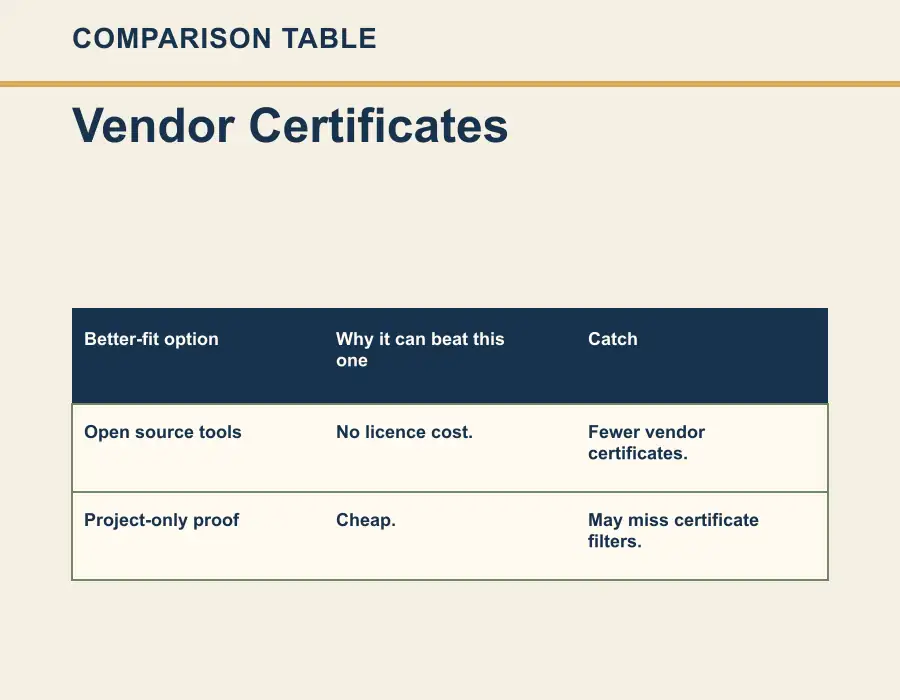 COMPARISON TABLE
Vendor Certificates
Better-fit option
Why it can beat this
one
Catch
Open source tools
No licence cost.
Fewer vendor
certificates.
Project-only proof
Cheap.
May miss certificate
filters.